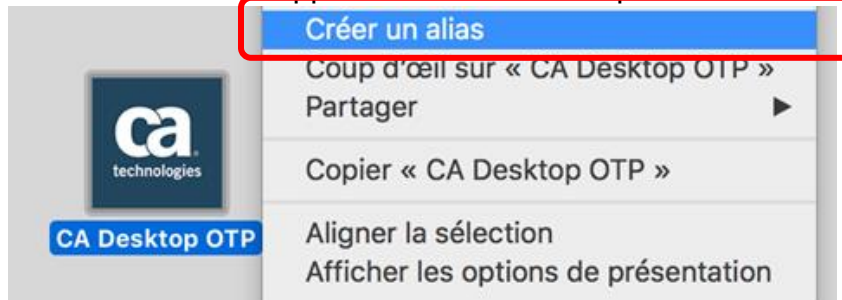 Créer un alias
Coup d'œil sur « CA Desktop OTP »
Partager
Copier « CA Desktop OTP »
Aligner la sélection
Afficher les options de présentation
ca
technologies
CA Desktop OTP